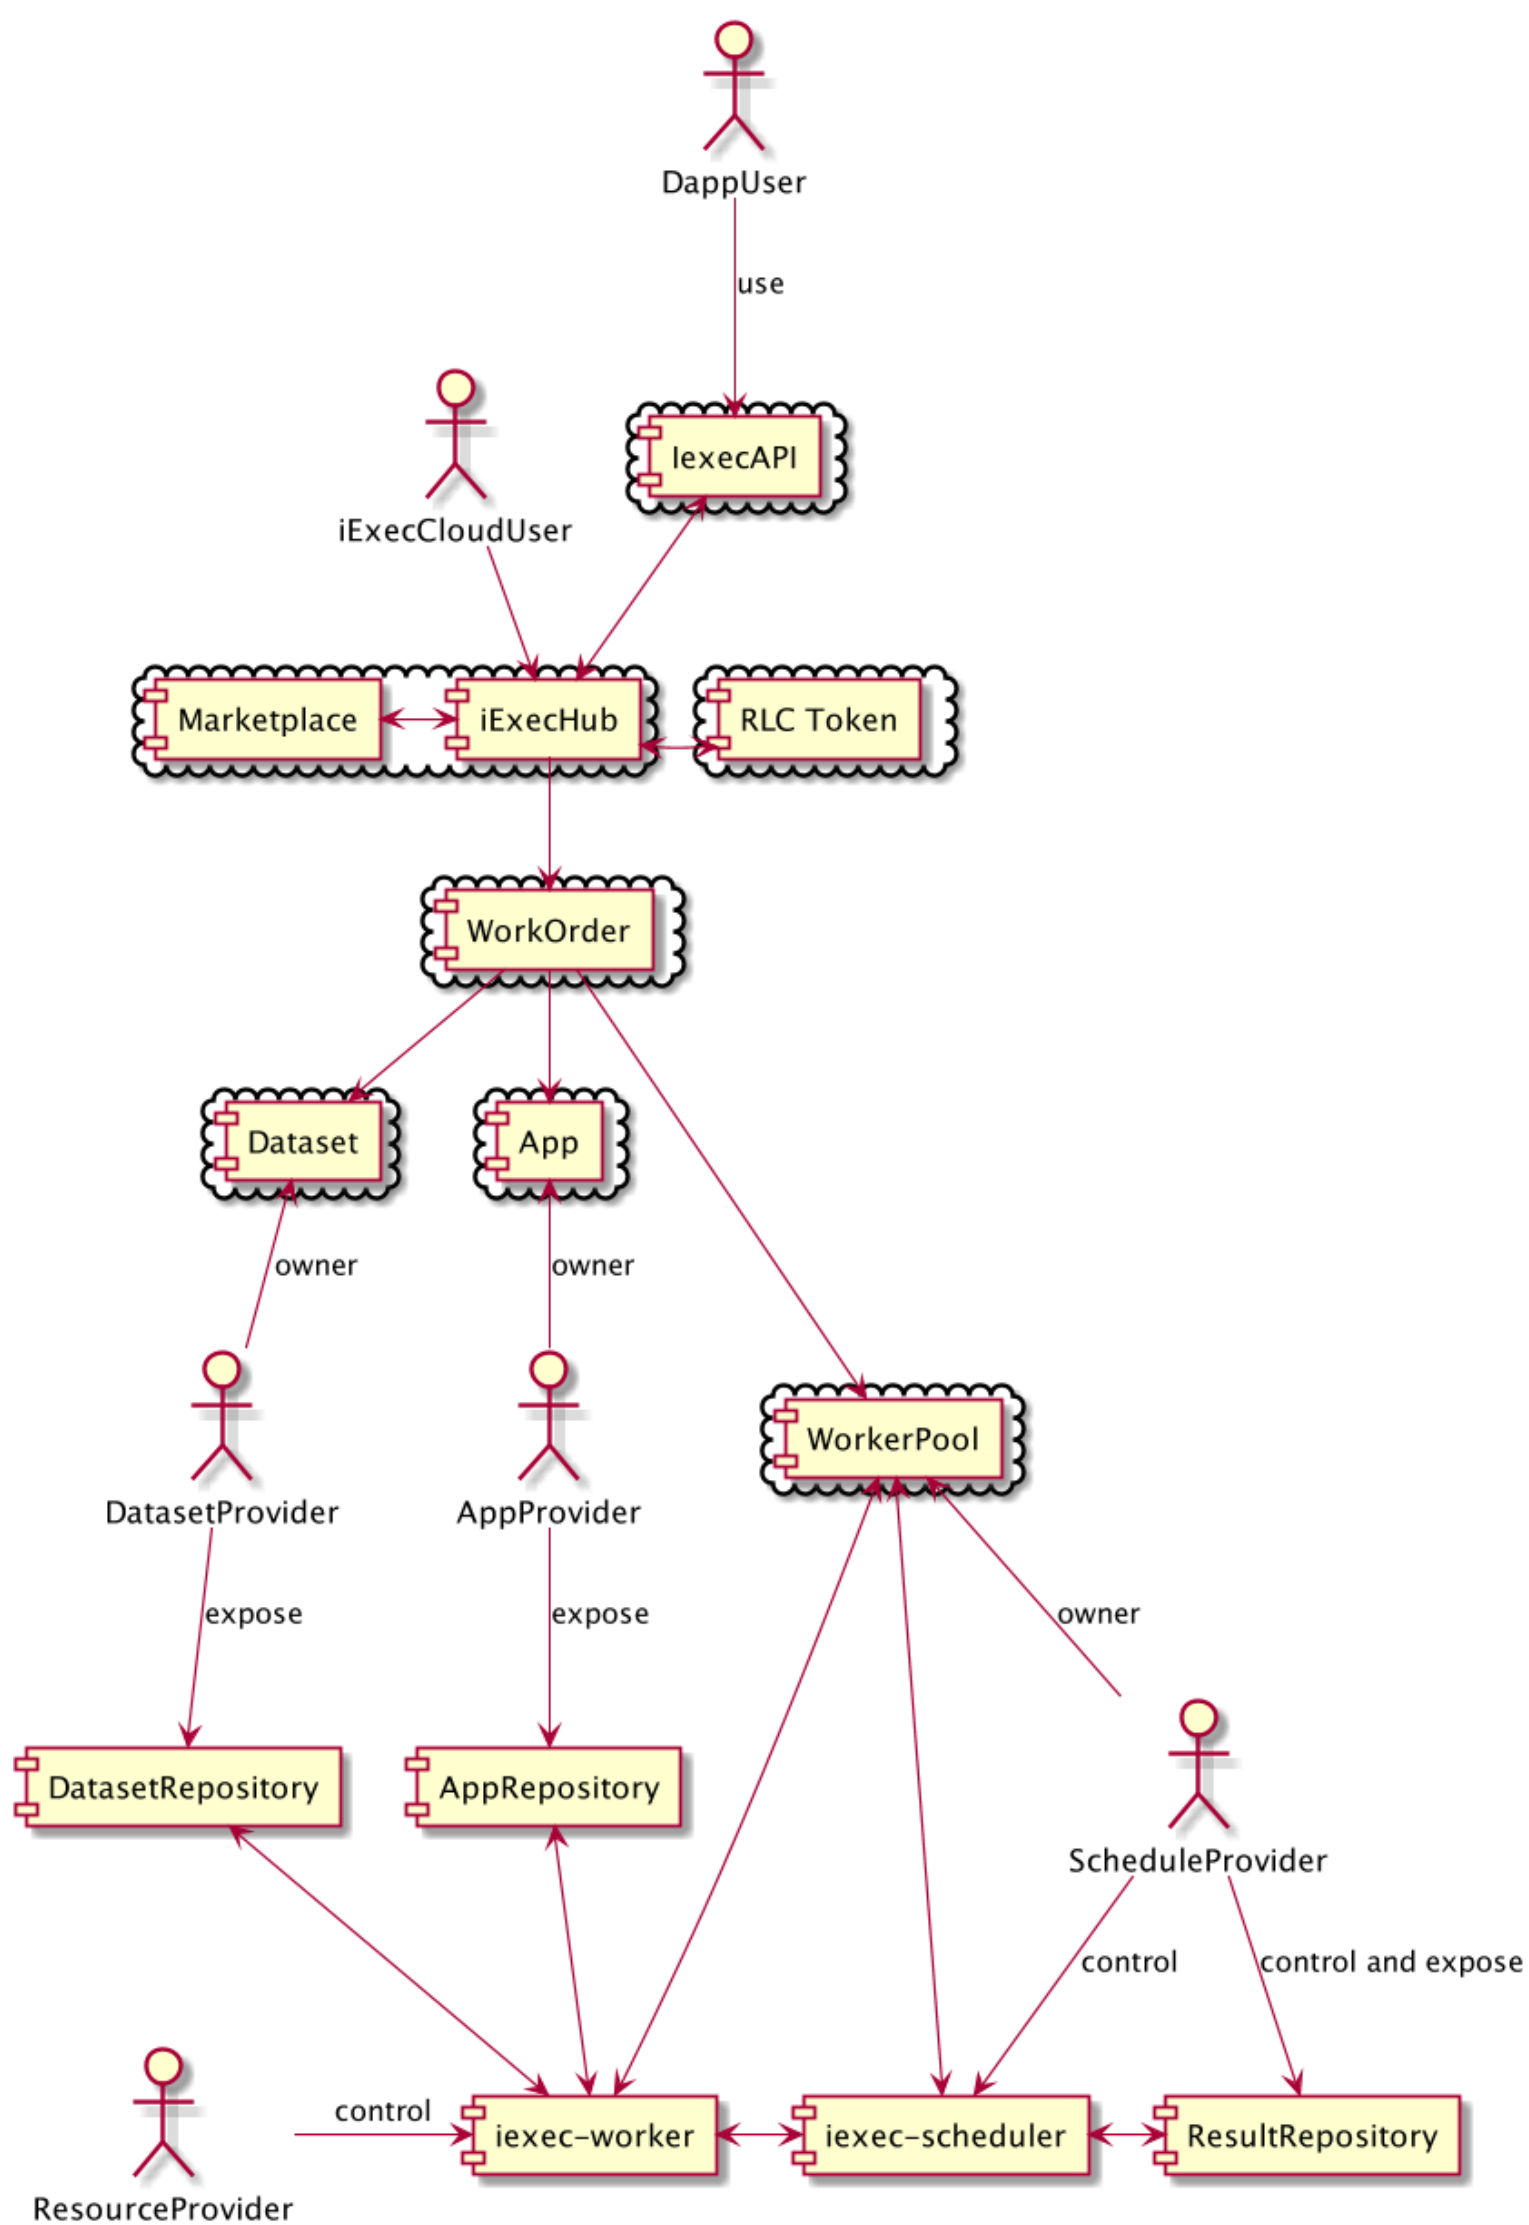 DappUser
use
IexecAPI
iExecCloudUser
Marketplace
iExecHub
RLC Token
WorkOrder
Dataset
App
owner
owner
WorkerPool
DatasetProvider
AppProvider
expose
expose
owner
DatasetRepository
AppRepository
ScheduleProvider
control
control and expose
control
iexec-worker
iexec-scheduler
ResultRepository
ResourceProvider